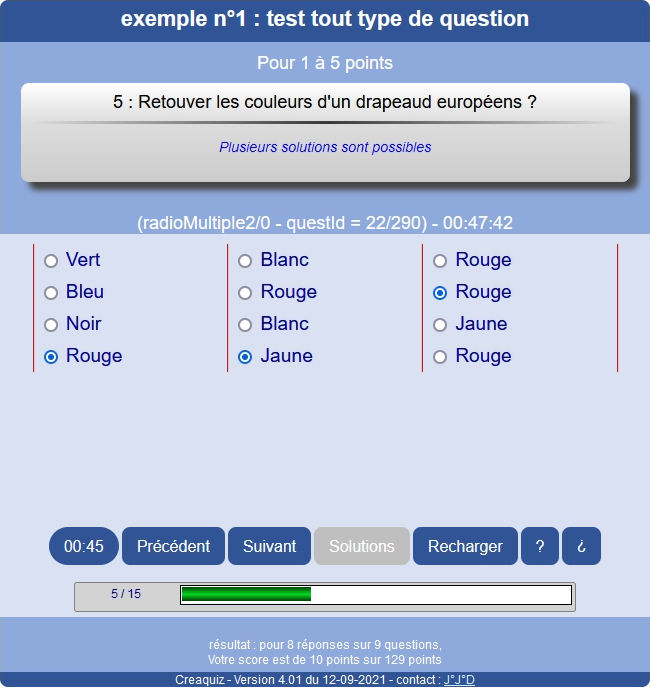 exemple n°1 : test tout type de question
Pour 1 à 5 points
5 : Retouver les couleurs d'un drapeaud européens ?
Plusieurs solutions sont possibles
(radioMultiple2/0 - questId = 22/290) - 00:47:42
Vert Blanc Rouge
Bleu Rouge Rouge
Noir Blanc Jaune
Rouge Jaune Rouge
00:45 Précédent Suivant Solutions Recharger ? ¿
5 / 15
résultat : pour 8 réponses sur 9 questions,
Votre score est de 10 points sur 129 points
Creaquiz - Version 4.01 du 12-09-2021 - contact : J°J°D